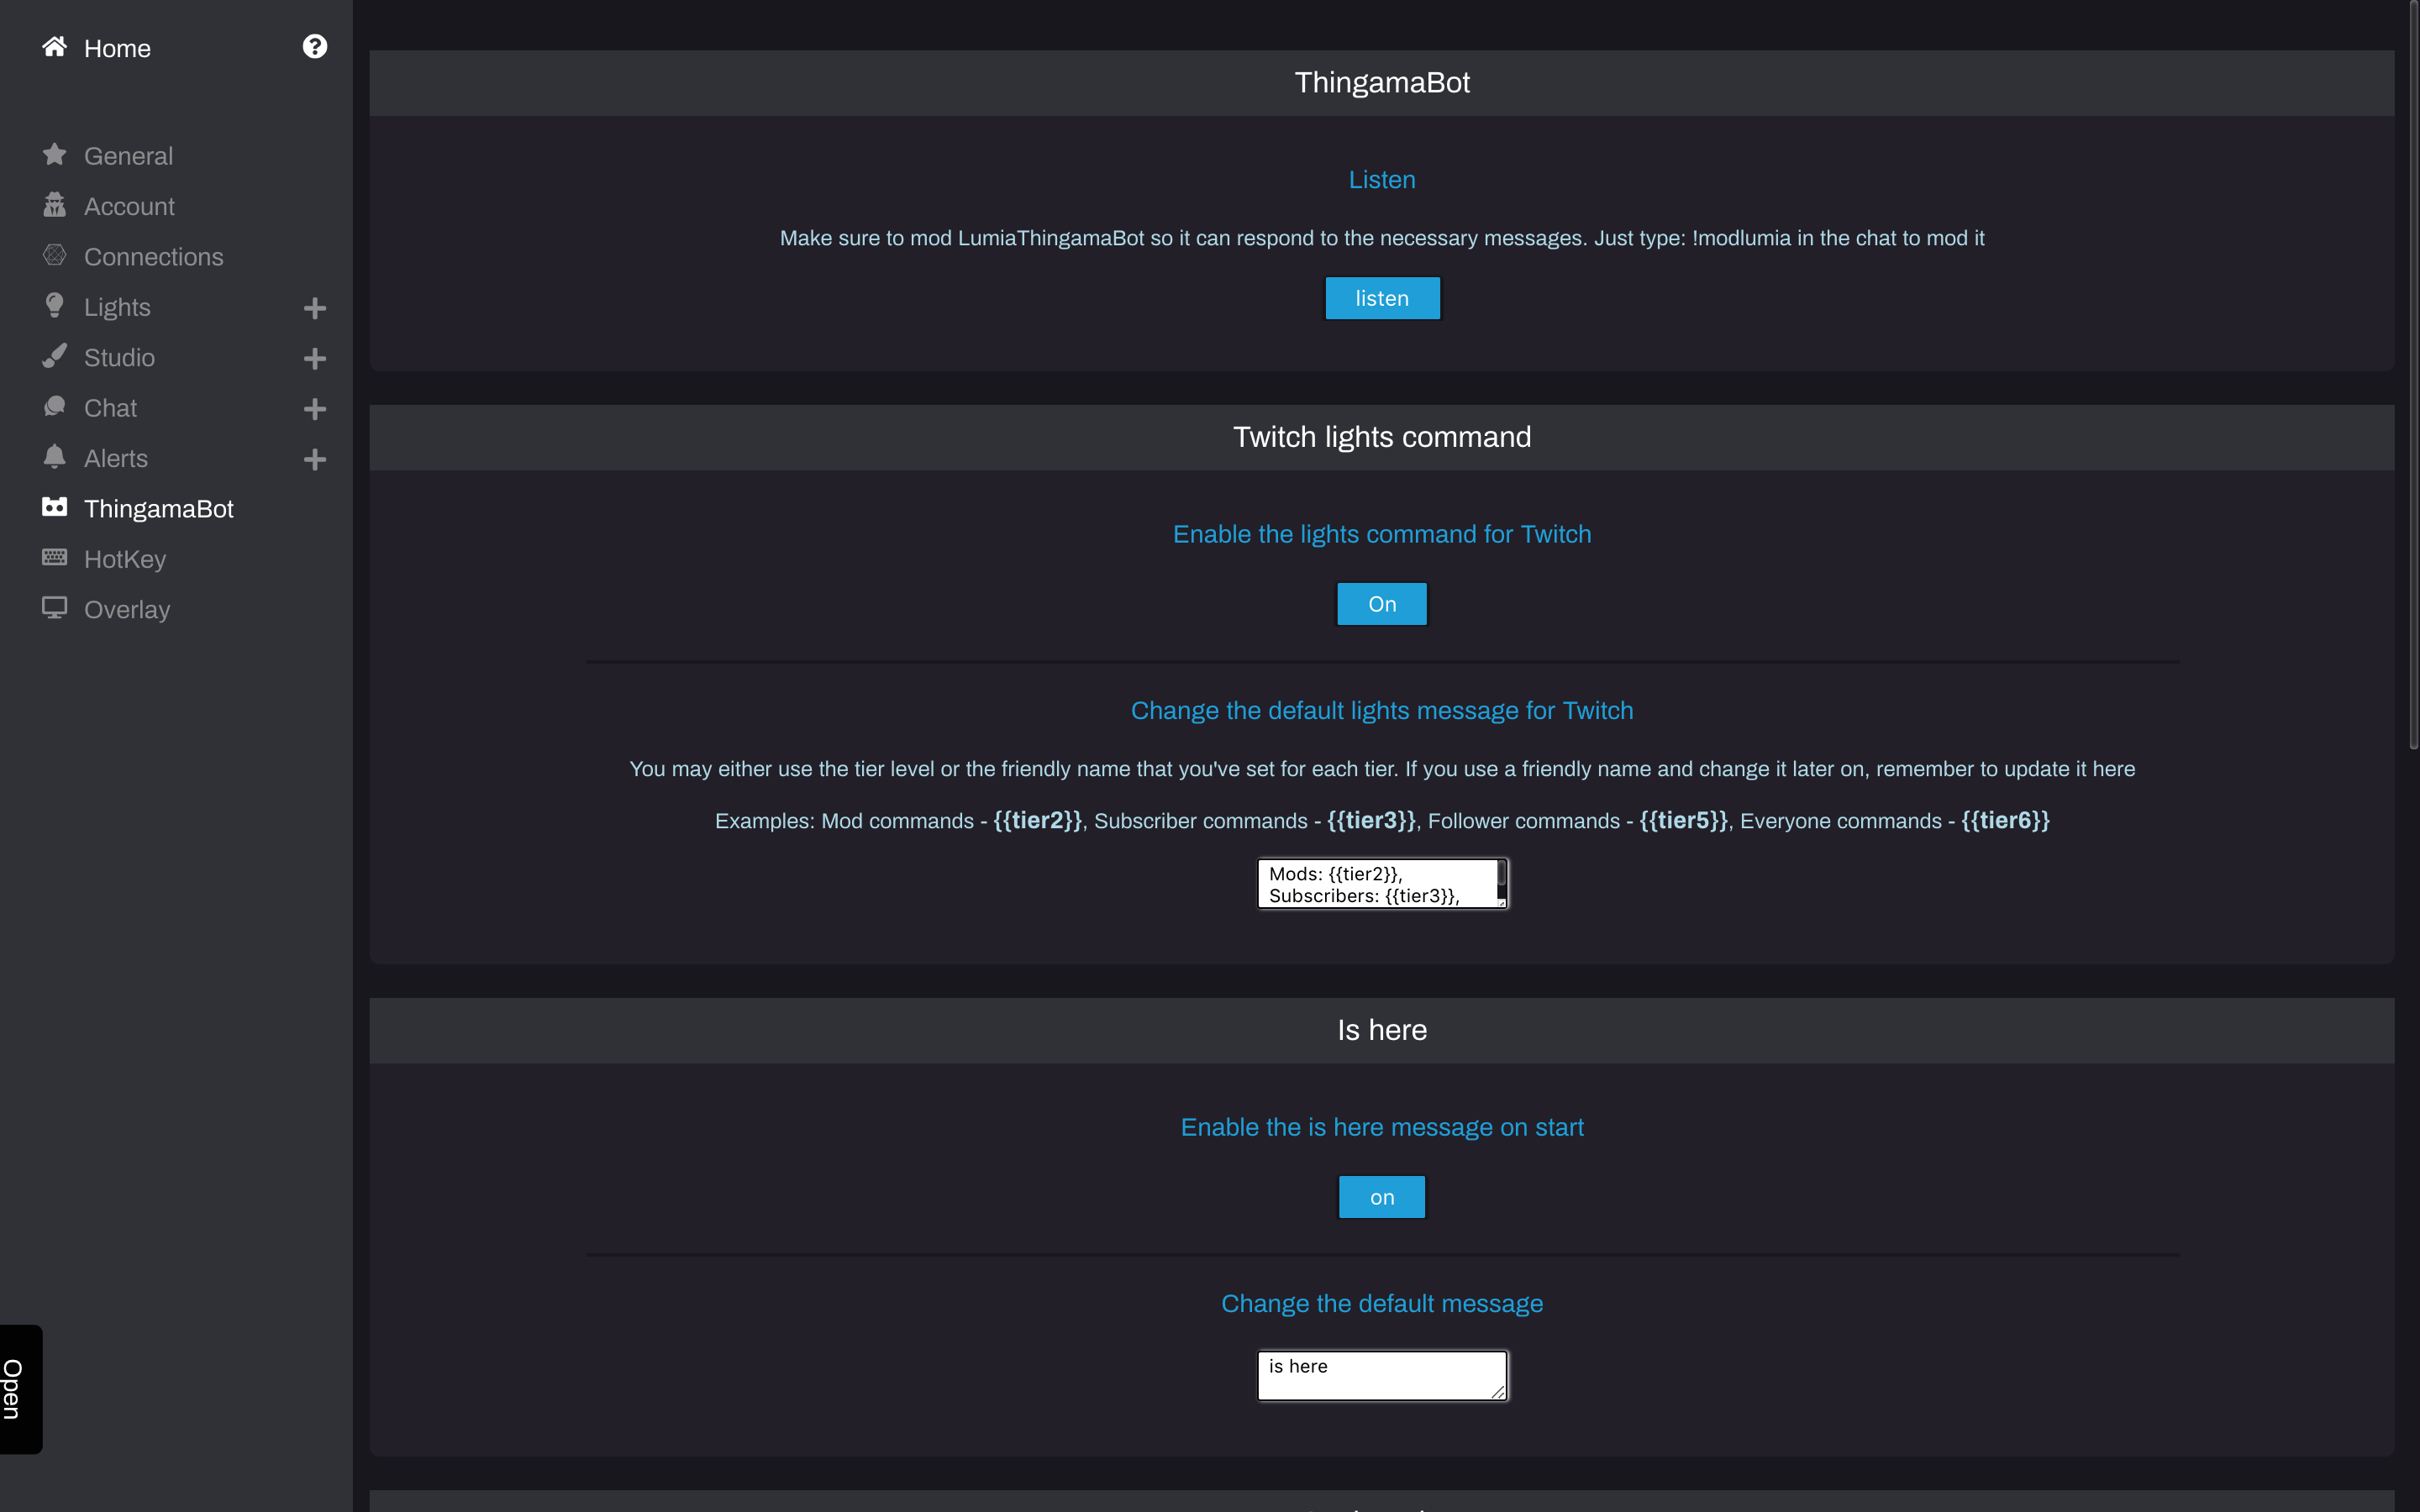 Home
General
Account
Connections
Lights
Studio
Chat
Alerts
ThingamaBot
HotKey
Overlay
Open
ThingamaBot
Listen
Make sure to mod LumiaThingamaBot so it can respond to the necessary messages. Just type: !modlumia in the chat to mod it
listen
Twitch lights command
Enable the lights command for Twitch
On
Change the default lights message for Twitch
You may either use the tier level or the friendly name that you've set for each tier. If you use a friendly name and change it later on, remember to update it here
Examples: Mod commands - {{tier2}}, Subscriber commands - {{tier3}}, Follower commands - {{tier5}}, Everyone commands - {{tier6}}
Mods: {{tier2}},
Subscribers: {{tier3}},
Is here
Enable the is here message on start
on
Change the default message
is here